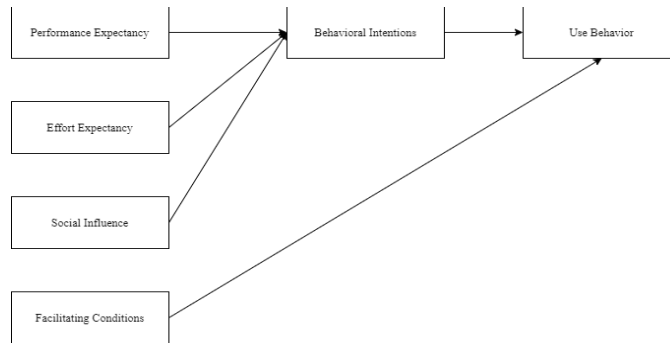 Performance Expectancy
Behavioral Intentions
Use Behavior
Effort Expectancy
Social Influence
Facilitating Conditions